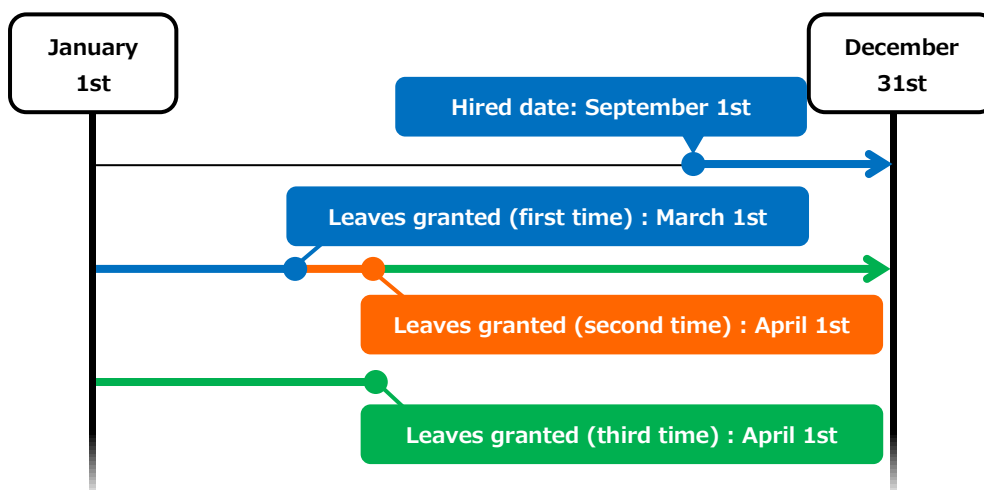 January
1st
December
31st
Hired date: September 1st
Leaves granted (first time) : March 1st
Leaves granted (second time) : April 1st
Leaves granted (third time) : April 1st